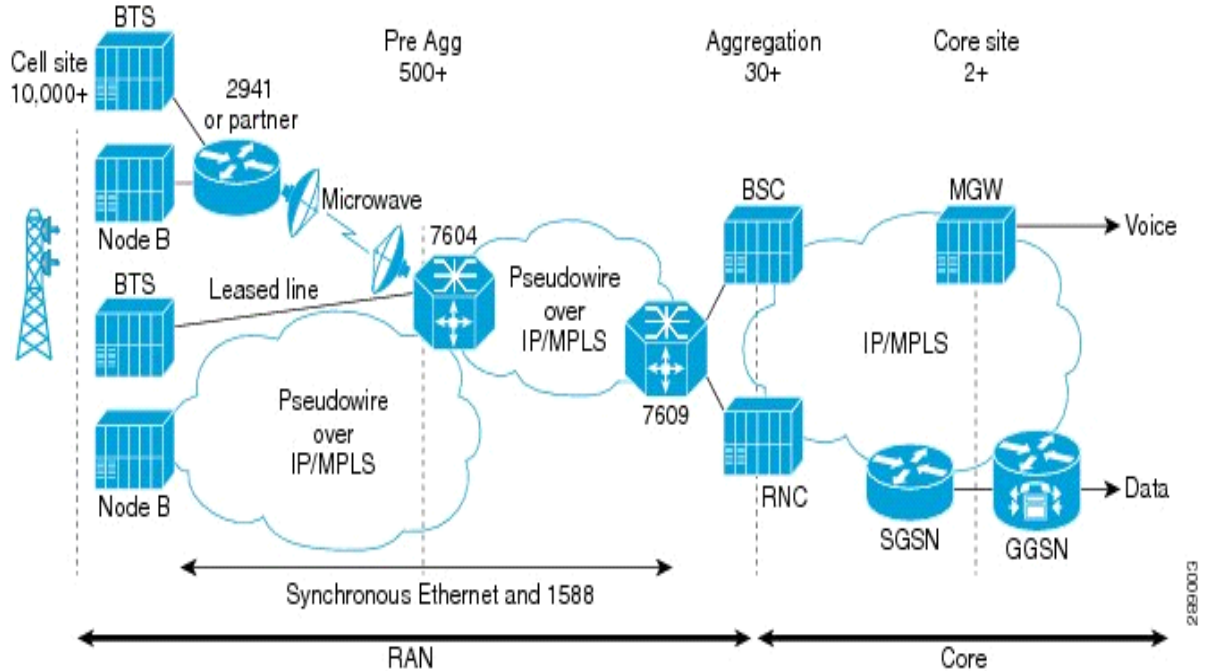 BTS
Cell site
10,000+
Pre Agg
500+
Aggregation
30+
Core site
2+
2941
or partner
Microwave
Node B
7604
BSC
MGW
Voice
BTS
Leased line
Pseudowire
over
IP/MPLS
IP/MPLS
7609
Pseudowire
over
IP/MPLS
Node B
RNC
SGSN
GGSN
Data
Synchronous Ethernet and 1588
RAN
Core
289003